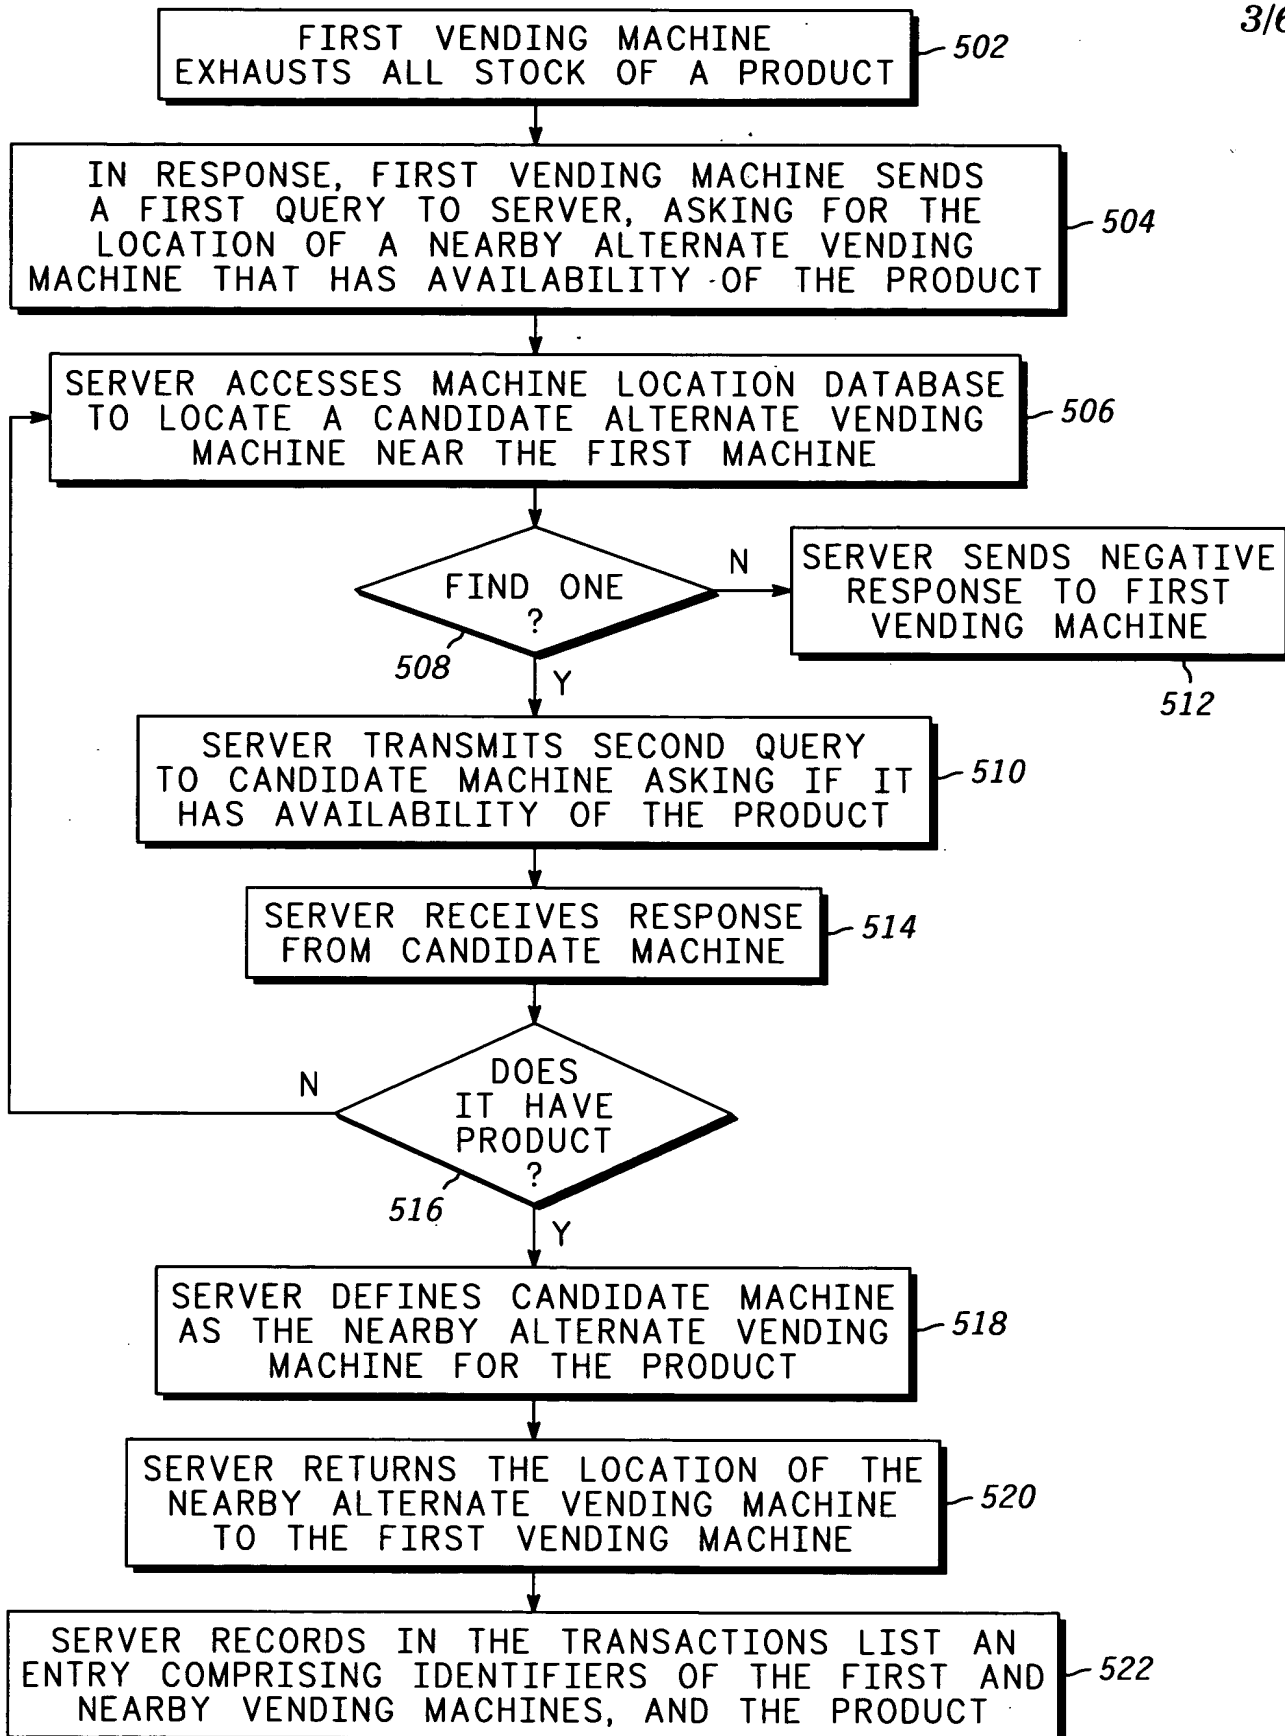 3/6
FIRST VENDING MACHINE
EXHAUSTS ALL STOCK OF A PRODUCT
502
IN RESPONSE, FIRST VENDING MACHINE SENDS
A FIRST QUERY TO SERVER, ASKING FOR THE
LOCATION OF A NEARBY ALTERNATE VENDING
MACHINE THAT HAS AVAILABILITY OF THE PRODUCT
504
SERVER ACCESSES MACHINE LOCATION DATABASE
TO LOCATE A CANDIDATE ALTERNATE VENDING
MACHINE NEAR THE FIRST MACHINE
506
FIND ONE
?
508
N
SERVER SENDS NEGATIVE
RESPONSE TO FIRST
VENDING MACHINE
512
Y
SERVER TRANSMITS SECOND QUERY
TO CANDIDATE MACHINE ASKING IF IT
HAS AVAILABILITY OF THE PRODUCT
510
SERVER RECEIVES RESPONSE
FROM CANDIDATE MACHINE
514
N
DOES
IT HAVE
PRODUCT
?
516
Y
SERVER DEFINES CANDIDATE MACHINE
AS THE NEARBY ALTERNATE VENDING
MACHINE FOR THE PRODUCT
518
SERVER RETURNS THE LOCATION OF THE
NEARBY ALTERNATE VENDING MACHINE
TO THE FIRST VENDING MACHINE
520
SERVER RECORDS IN THE TRANSACTIONS LIST AN
ENTRY COMPRISING IDENTIFIERS OF THE FIRST AND
NEARBY VENDING MACHINES, AND THE PRODUCT
522